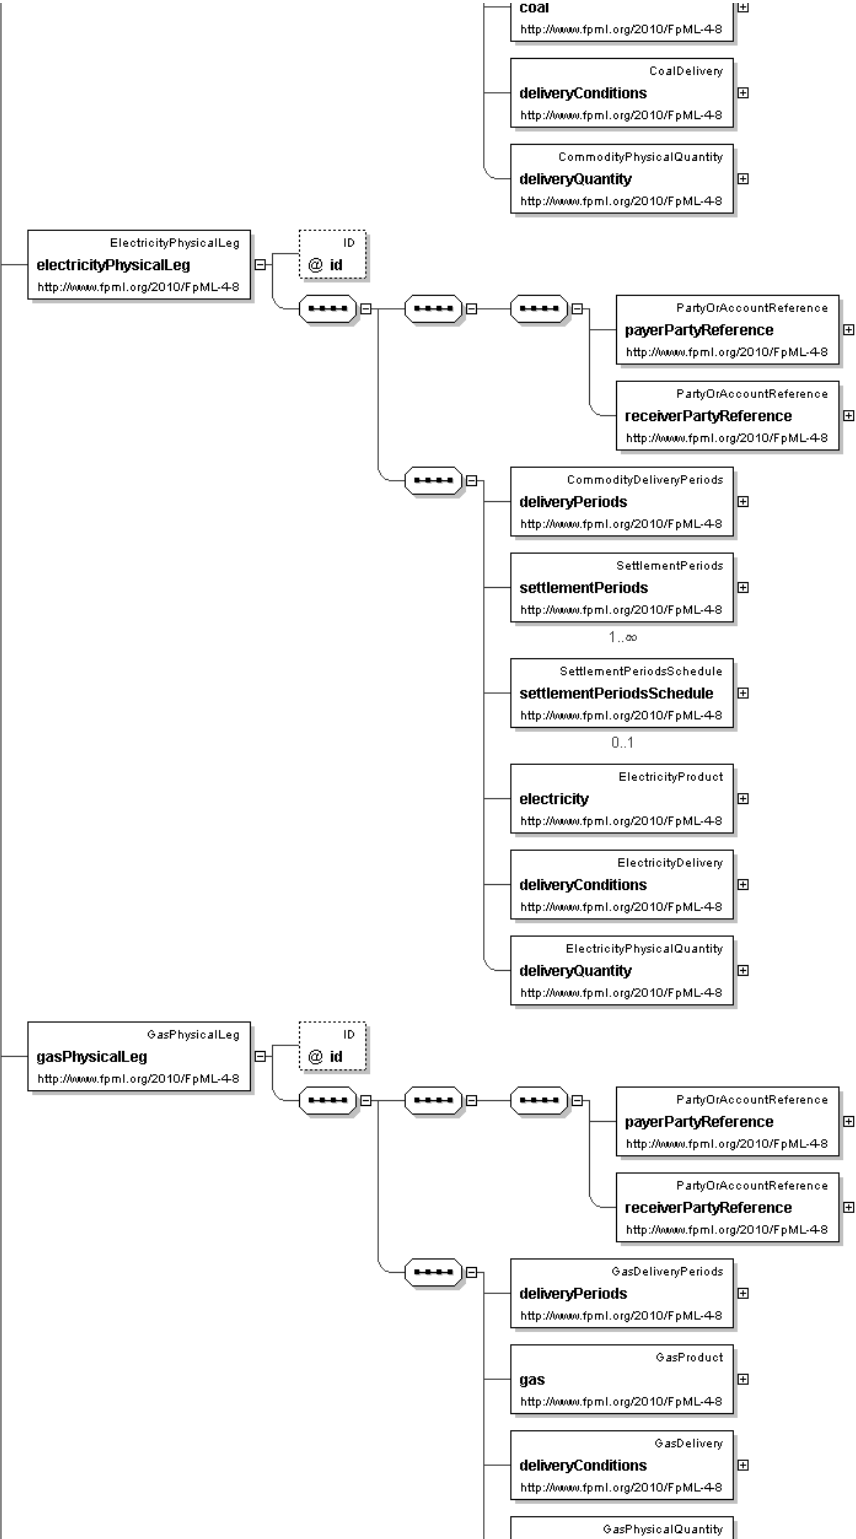 coal
http://www.fpml.org/2010/FpML-4-8
CoalDelivery
deliveryConditions
http://www.fpml.org/2010/FpML-4-8
CommodityPhysicalQuantity
deliveryQuantity
http://www.fpml.org/2010/FpML-4-8
ElectricityPhysicalLeg
electricityPhysicalLeg
http://www.fpml.org/2010/FpML-4-8
ID
@ id
PartyOrAccountReference
payerPartyReference
http://www.fpml.org/2010/FpML-4-8
PartyOrAccountReference
receiverPartyReference
http://www.fpml.org/2010/FpML-4-8
CommodityDeliveryPeriods
deliveryPeriods
http://www.fpml.org/2010/FpML-4-8
SettlementPeriods
settlementPeriods
http://www.fpml.org/2010/FpML-4-8
1..∞
SettlementPeriodsSchedule
settlementPeriodsSchedule
http://www.fpml.org/2010/FpML-4-8
0..1
ElectricityProduct
electricity
http://www.fpml.org/2010/FpML-4-8
ElectricityDelivery
deliveryConditions
http://www.fpml.org/2010/FpML-4-8
ElectricityPhysicalQuantity
deliveryQuantity
http://www.fpml.org/2010/FpML-4-8
GasPhysicalLeg
gasPhysicalLeg
http://www.fpml.org/2010/FpML-4-8
ID
@ id
PartyOrAccountReference
payerPartyReference
http://www.fpml.org/2010/FpML-4-8
PartyOrAccountReference
receiverPartyReference
http://www.fpml.org/2010/FpML-4-8
GasDeliveryPeriods
deliveryPeriods
http://www.fpml.org/2010/FpML-4-8
GasProduct
gas
http://www.fpml.org/2010/FpML-4-8
GasDelivery
deliveryConditions
http://www.fpml.org/2010/FpML-4-8
GasPhysicalQuantity